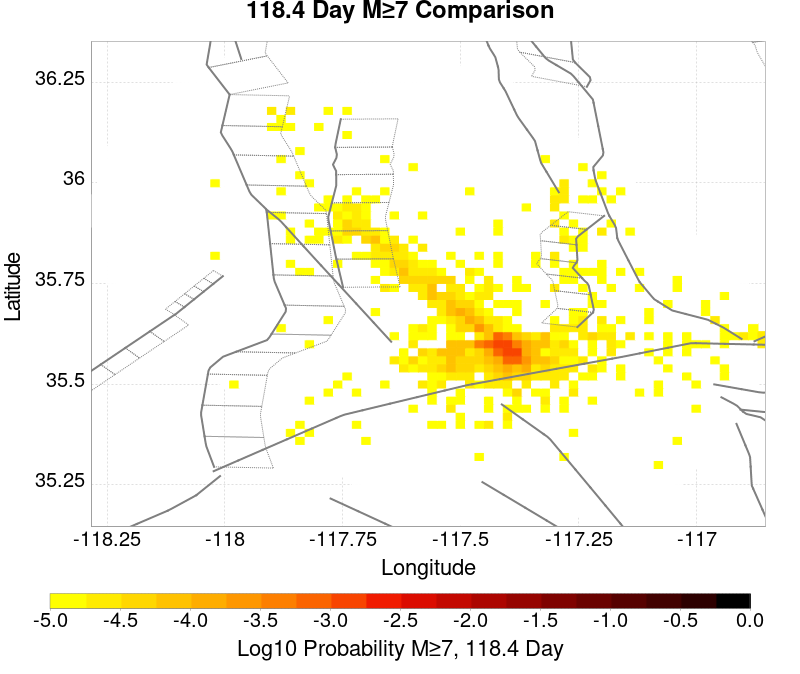 118.4 Day M≥7 Comparison
36.25
36
35.75
35.5
35.25
Latitude
-118.25 -118 -117.75 -117.5 -117.25 -117
Longitude
-5.0 -4.5 -4.0 -3.5 -3.0 -2.5 -2.0 -1.5 -1.0 -0.5 0.0
Log10 Probability M≥7, 118.4 Day